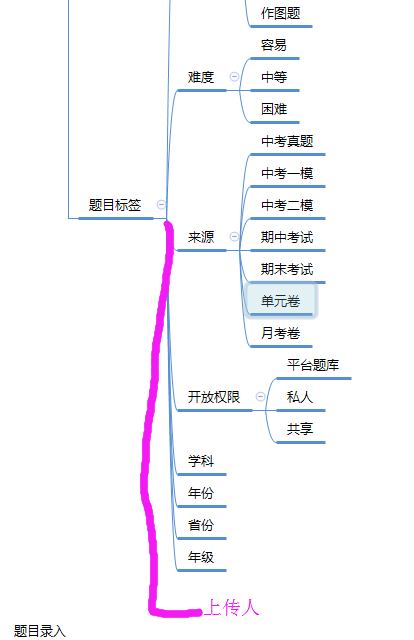 作图题
容易
难度
中等
困难
中考真题
中考一模
题目标签
中考二模
来源
期中考试
期末考试
单元卷
月考卷
平台题库
开放权限
私人
共享
学科
年份
省份
年级
上传人
题目录入